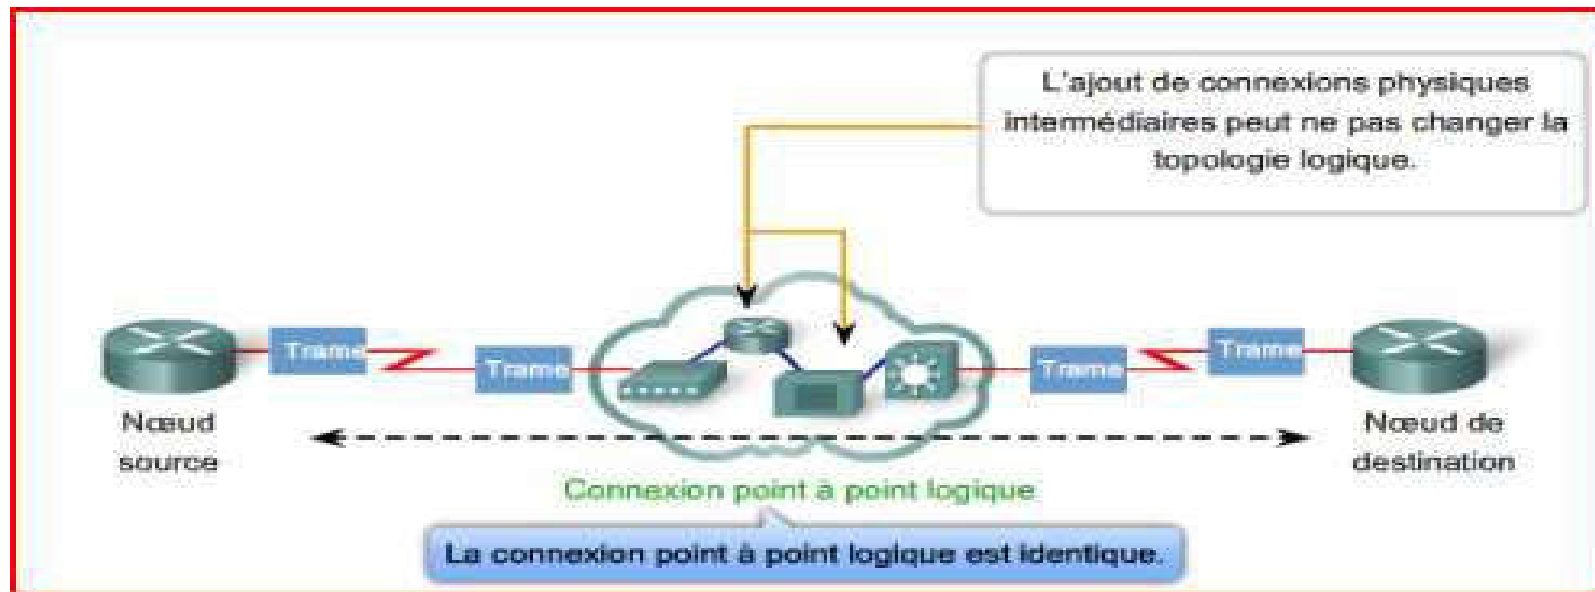 L'ajout de connexions physiques
intermédiaires peut ne pas changer la
topologie logique.
Trame
Trame
Trame
Trame
Nœud
source
Nœud de
destination
Connexion point à point logique
La connexion point à point logique est identique.